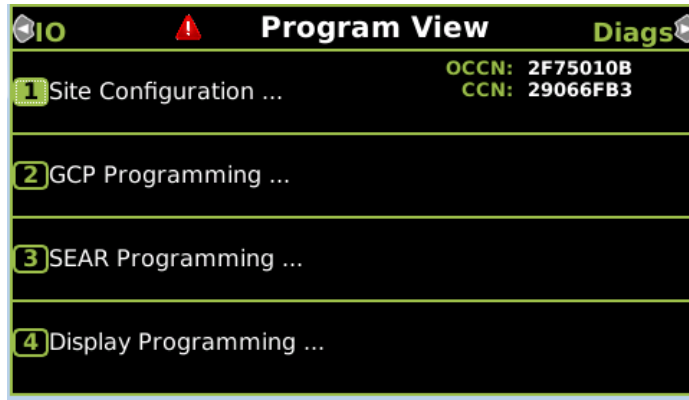 IO Program View Diags
OCCN: 2F75010B
CCN: 29066FB3
1 Site Configuration ...
2 GCP Programming ...
3 SEAR Programming ...
4 Display Programming ...